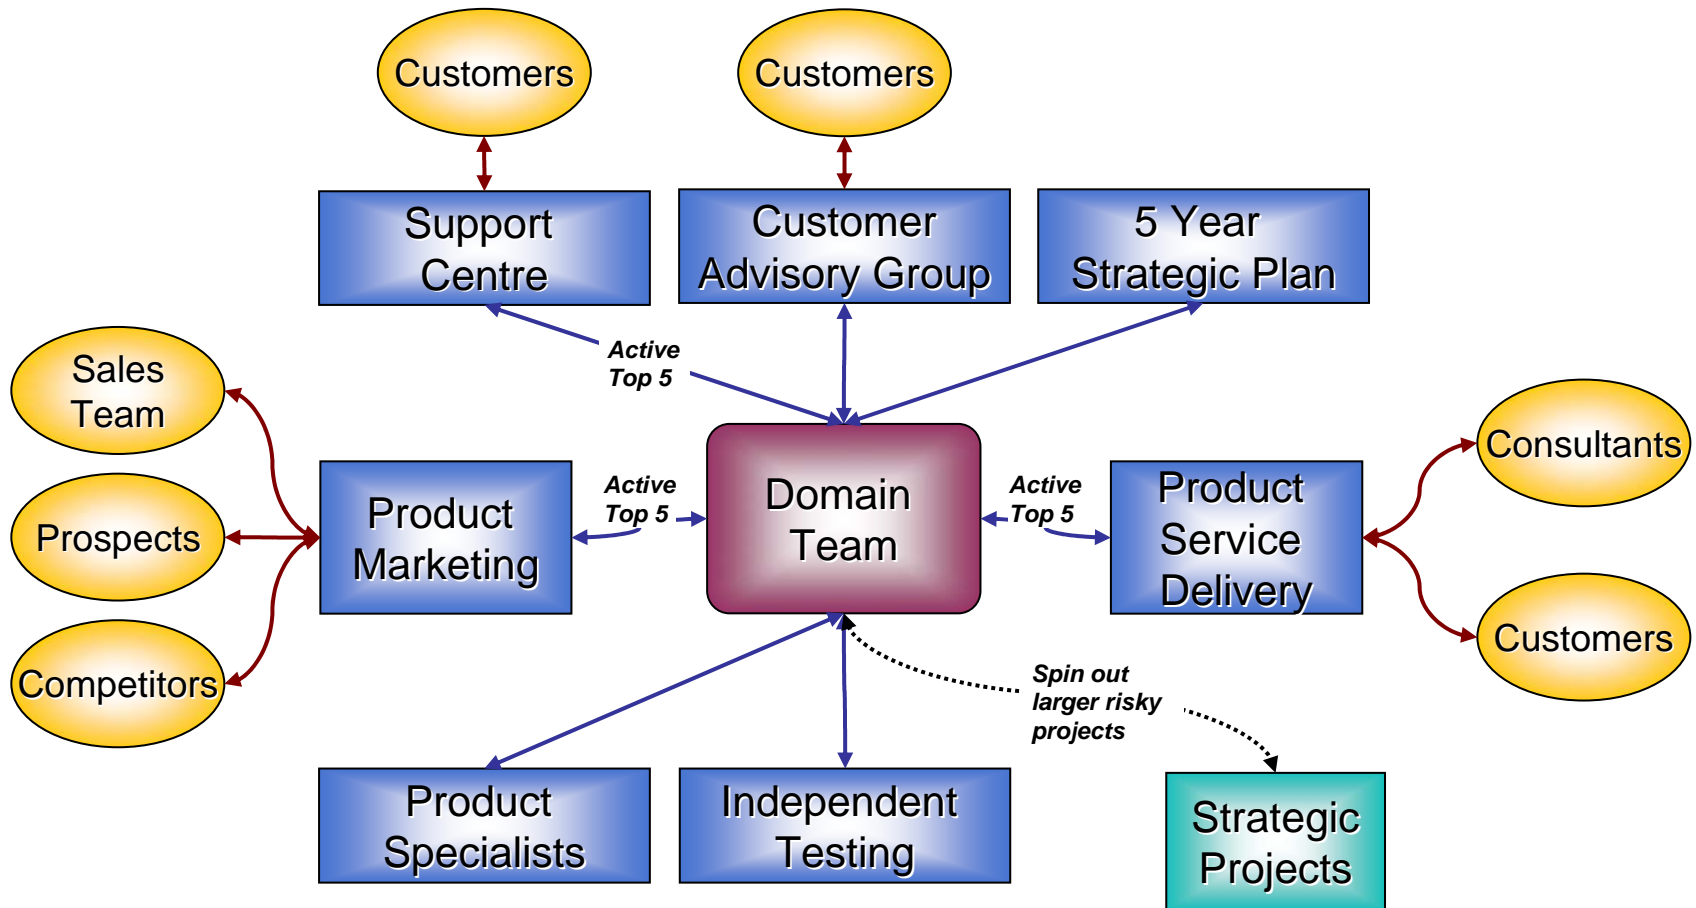 Customers
Customers
Support
Centre
Customer
Advisory Group
5 Year
Strategic Plan
Active
Top 5
Sales
Team
Prospects
Competitors
Product
Marketing
Active
Top 5
Domain
Team
Active
Top 5
Product
Service
Delivery
Consultants
Customers
Spin out
larger risky
projects
Product
Specialists
Independent
Testing
Strategic
Projects